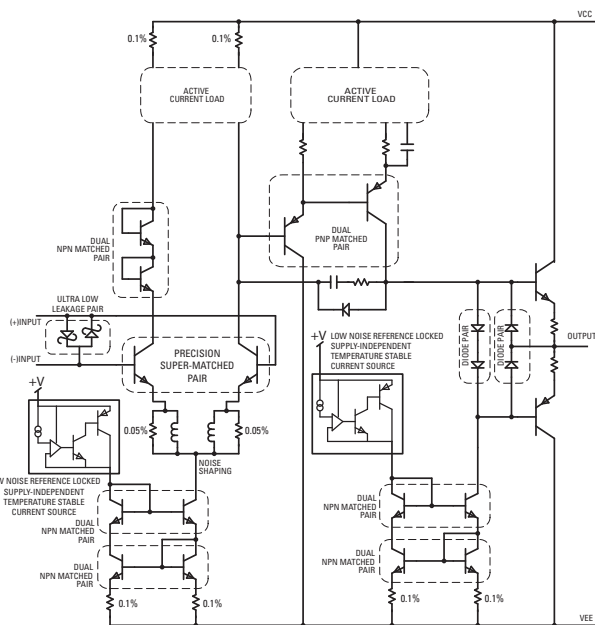 VCC
0.1%
0.1%
ACTIVE
CURRENT LOAD
ACTIVE
CURRENT LOAD
DUAL
NPN MATCHED
PAIR
DUAL
PNP MATCHED
PAIR
ULTRA LOW
LEAKAGE PAIR
(+)INPUT
(-)INPUT
PRECISION
SUPER-MATCHED
PAIR
+V
LOW NOISE REFERENCE LOCKED
SUPPLY-INDEPENDENT
TEMPERATURE STABLE
CURRENT SOURCE
DIODE PAIR
DIODE PAIR
OUTPUT
+V
0.05%
0.05%
NOISE
SHAPING
W NOISE REFERENCE LOCKED
SUPPLY-INDEPENDENT
TEMPERATURE STABLE
CURRENT SOURCE
DUAL
NPN MATCHED
PAIR
DUAL
NPN MATCHED
PAIR
DUAL
NPN MATCHED
PAIR
DUAL
NPN MATCHED
PAIR
0.1%
0.1%
0.1%
0.1%
VEE